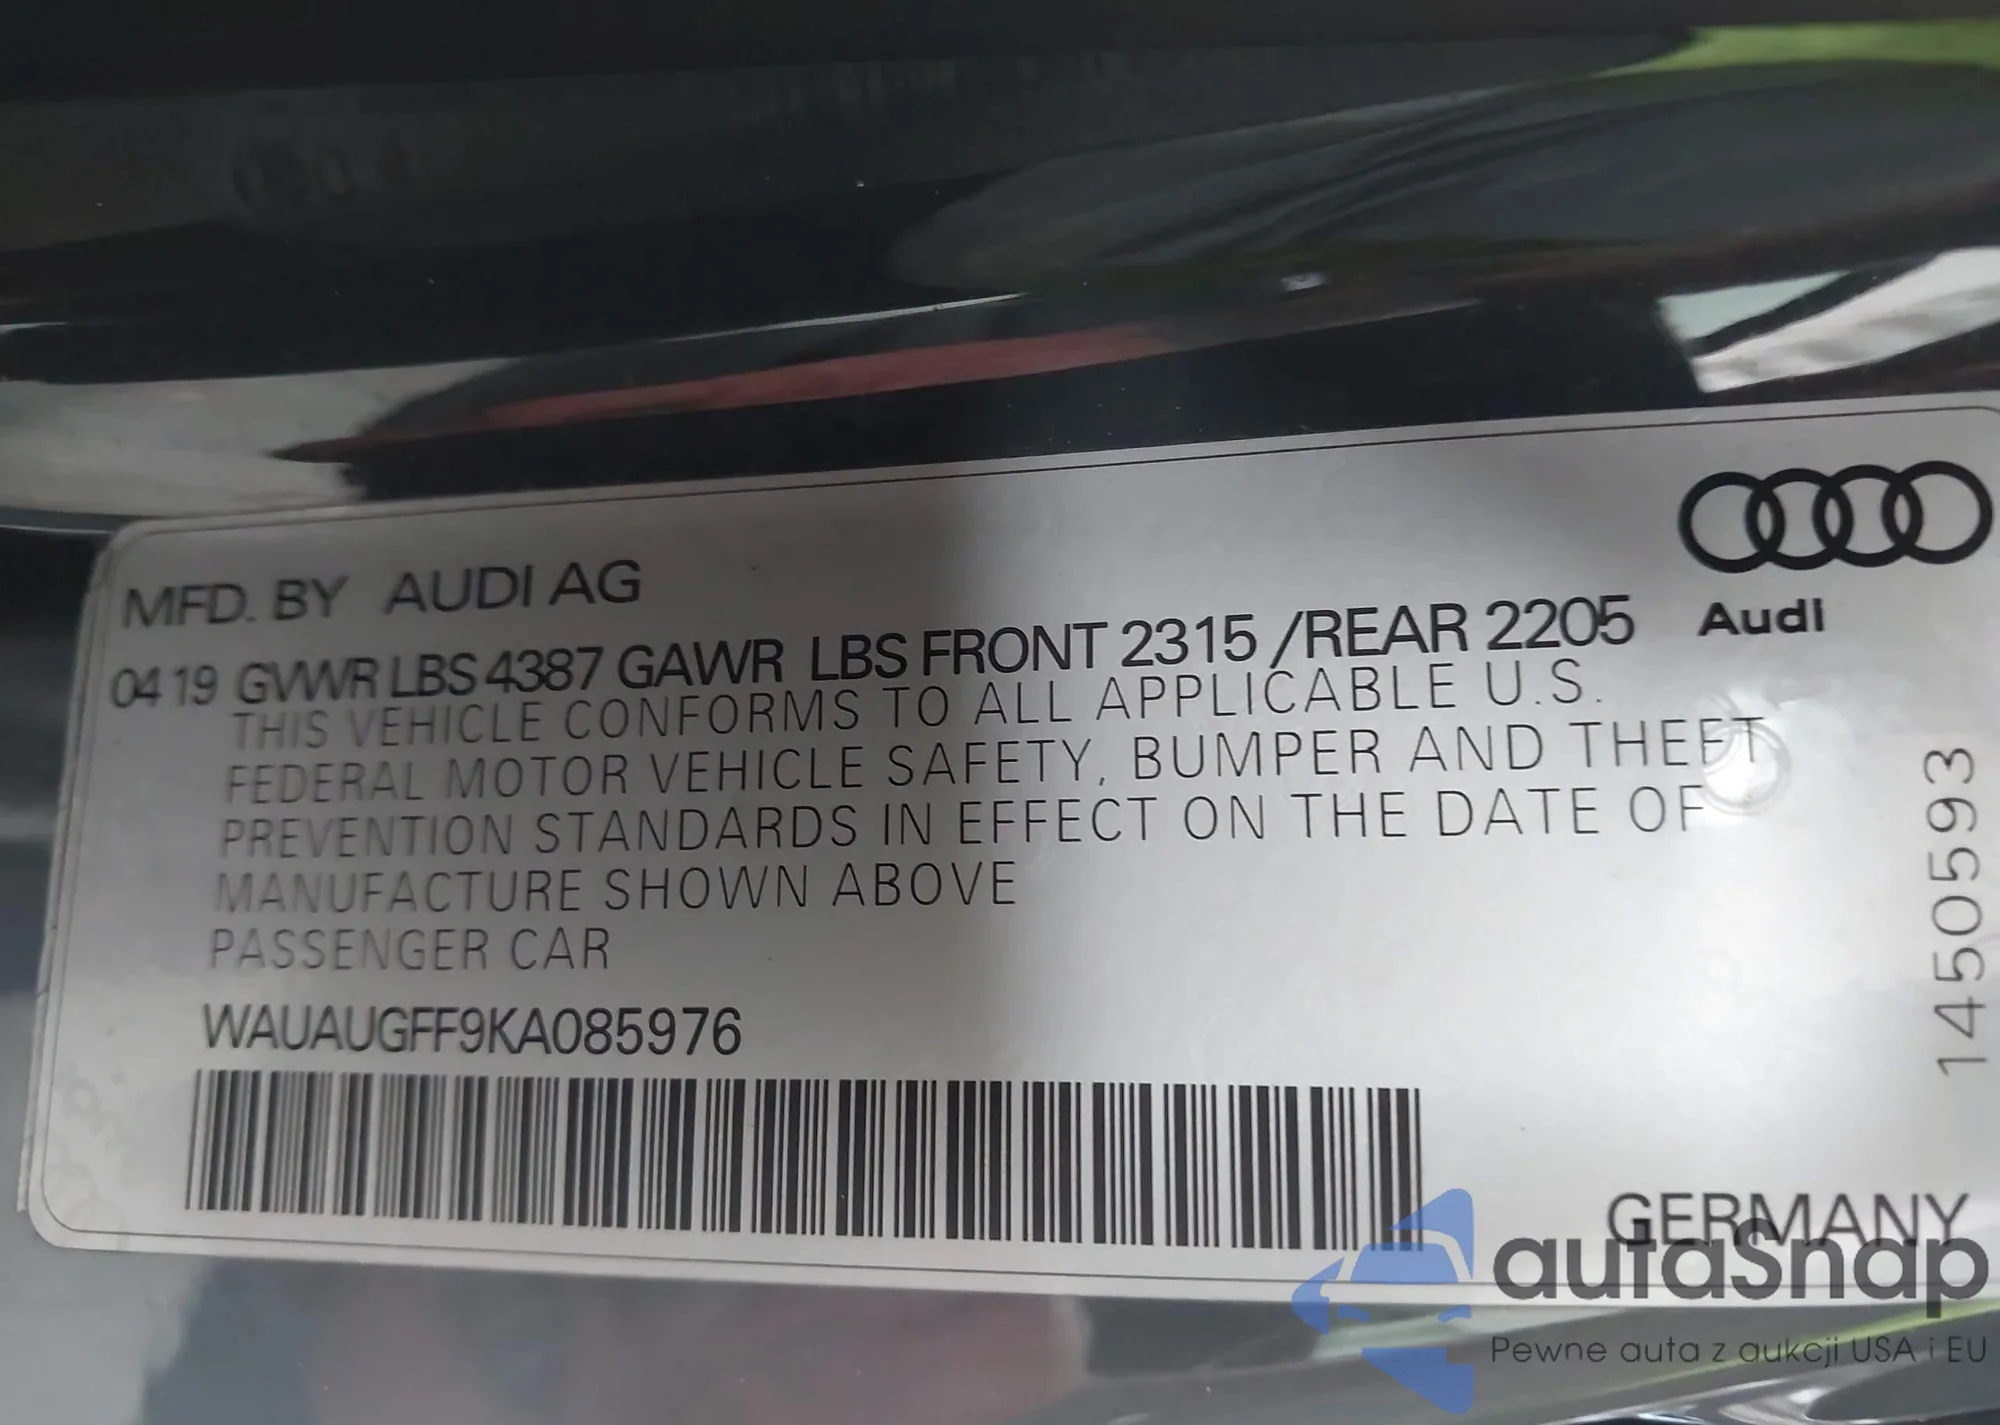 MFD. BY AUDI AG
Audi
04 19 GVWR LBS 4387 GAWR LBS FRONT 2315 /REAR 2205
THIS VEHICLE CONFORMS TO ALL APPLICABLE U.S.
FEDERAL MOTOR VEHICLE SAFETY, BUMPER AND THEFT
PREVENTION STANDARDS IN EFFECT ON THE DATE OF
MANUFACTURE SHOWN ABOVE
PASSENGER CAR
WAUAUGFF9KA085976
1450593
GERMANY
autaSnap
Pewne auta z aukcji USA i EU